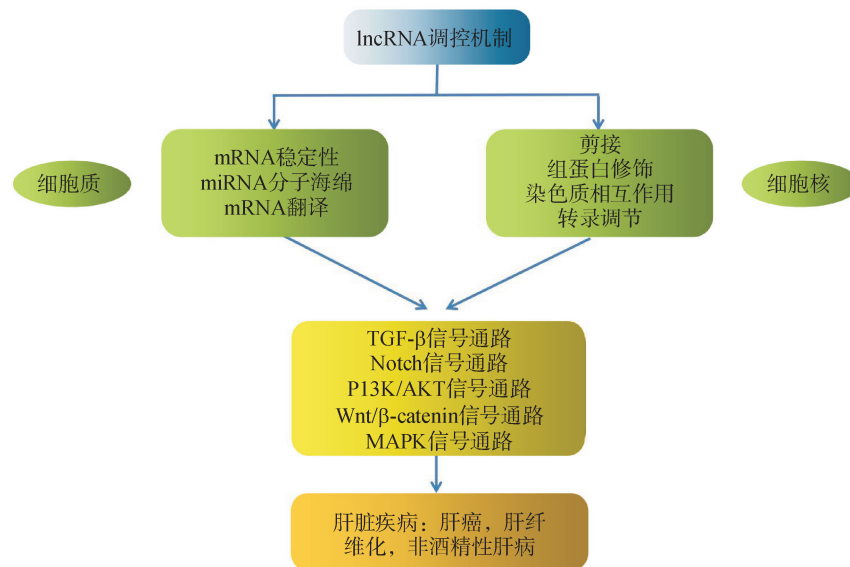 lncRNA调控机制
细胞质
mRNA稳定性
miRNA分子海绵
mRNA翻译
剪接
组蛋白修饰
染色质相互作用
转录调节
细胞核
TGF-β信号通路
Notch信号通路
P13K/AKT信号通路
Wnt/β-catenin信号通路
MAPK信号通路
肝脏疾病：肝癌，肝纤
维化，非酒精性肝病